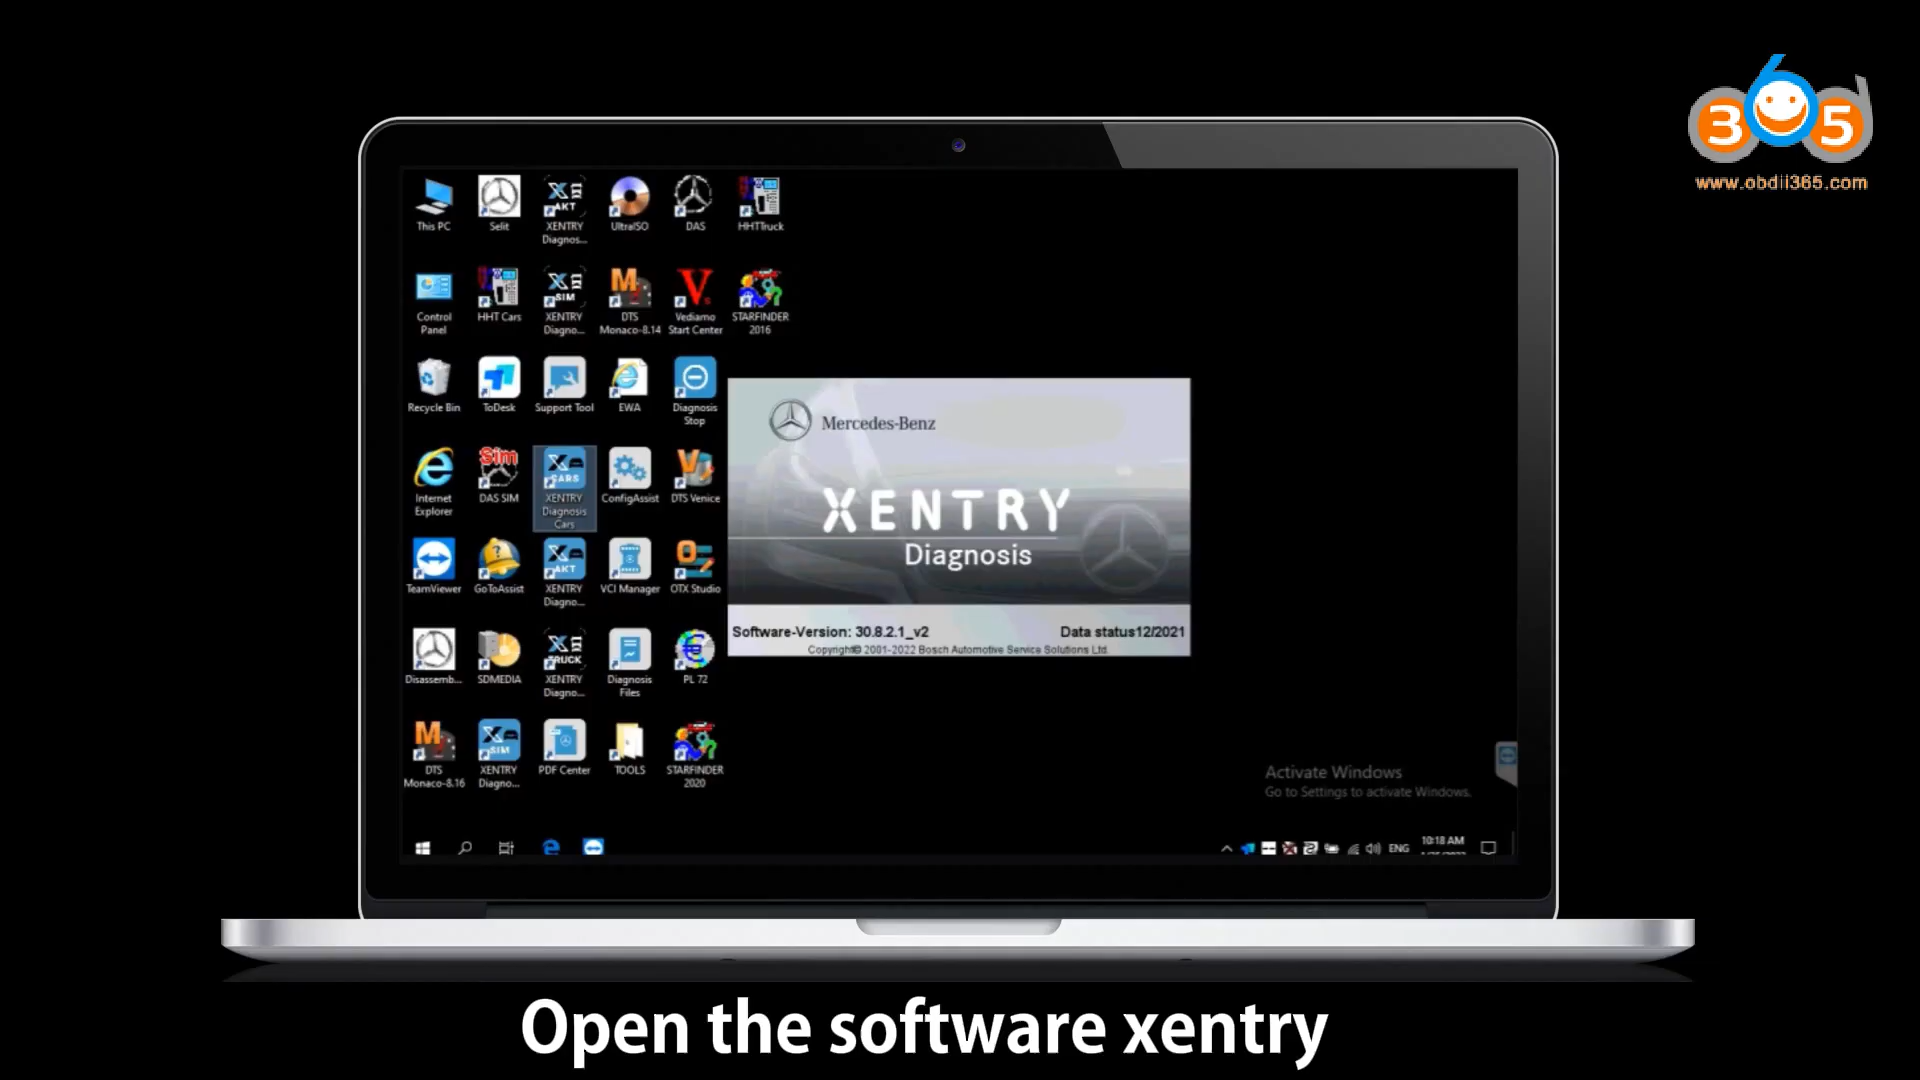 365
www.obdii365.com
This PC
Selit
XENTRY
Diagnos...
UltraISO
DAS
HHTTruck
Control
Panel
HHT Cars
XENTRY
Diagno...
DTS
Monaco-8.14
Vediamo
Start Center
STARFINDER
2016
Recycle Bin
ToDesk
Support Tool
EWA
Diagnosis
Stop
Internet
Explorer
DAS SIM
XENTRY
Diagnosis
Cars
ConfigAssist
DTS Venice
TeamViewer
GoToAssist
XENTRY
Diagno...
VCI Manager
OTX Studio
Disassemb...
SDMEDIA
XENTRY
Diagno...
Diagnosis
Files
PL 72
DTS
Monaco-8.16
XENTRY
Diagno...
PDF Center
TOOLS
STARFINDER
2020
Mercedes-Benz
XENTRY
Diagnosis
Software-Version: 30.8.2.1_v2
Data status12/2021
Copyright© 2001-2022 Bosch Automotive Service Solutions Ltd.
Activate Windows
Go to Settings to activate Windows.
ENG
10:18 AM
Open the software xentry